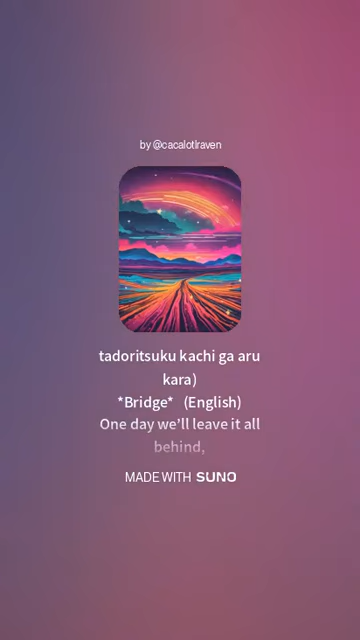 by @cacalotlraven
tadoritsuku kachi ga aru
kara)
*Bridge* (English)
One day we'll leave it all
behind,
MADE WITH SUNO